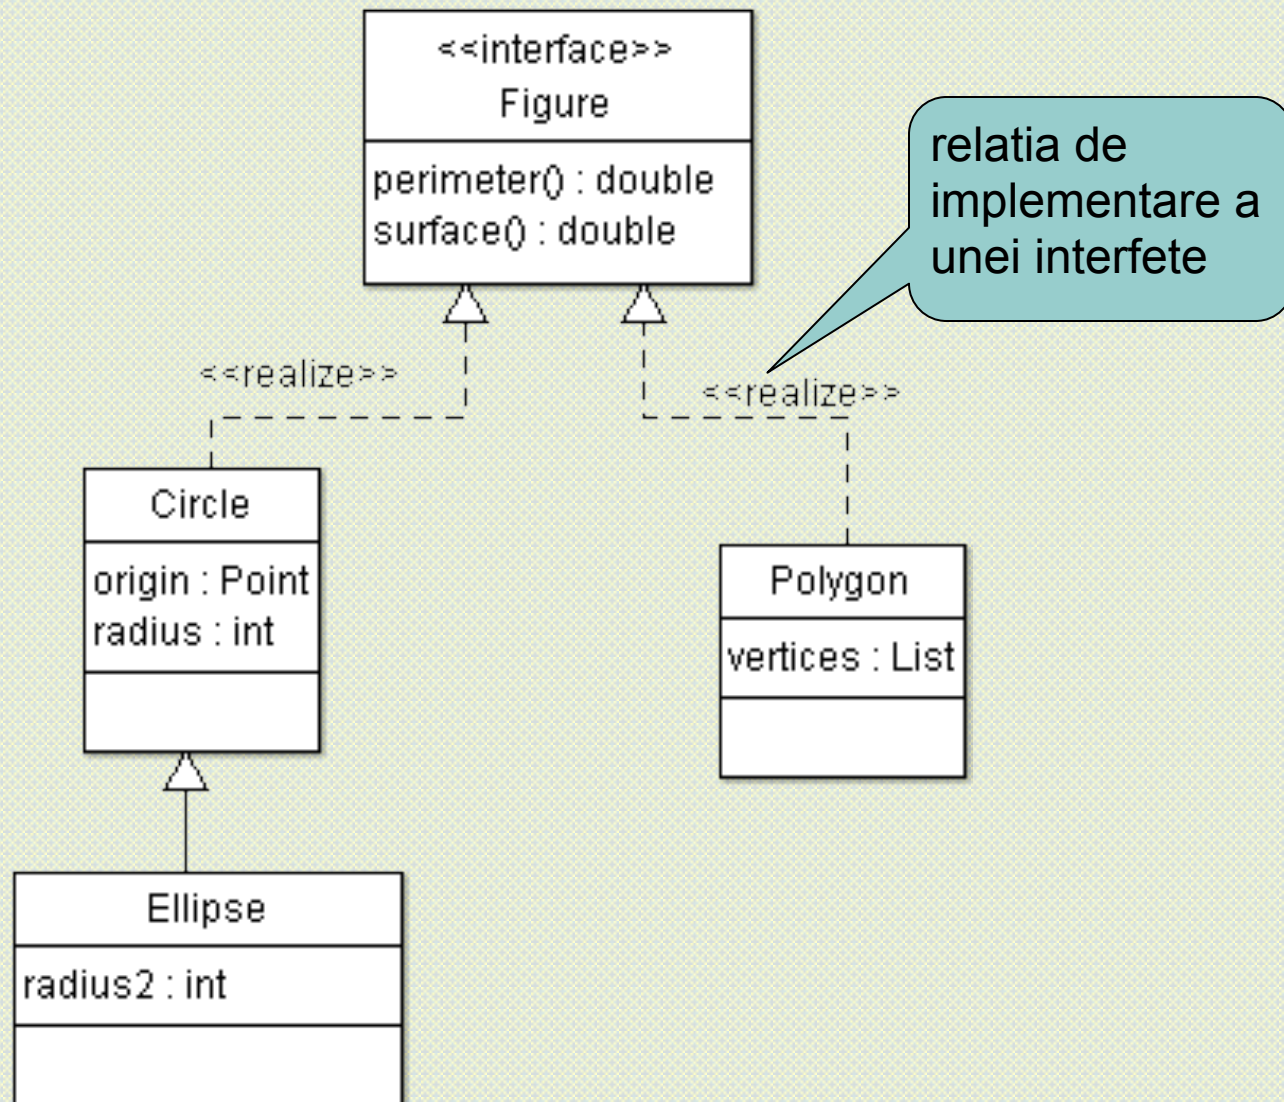 <<interface>>
Figure
perimeter() : double
surface() : double
relatia de
implementare a
unei interfete
<<realize>>
<<realize>>
Circle
origin : Point
radius : int
Polygon
vertices : List
Ellipse
radius2 : int